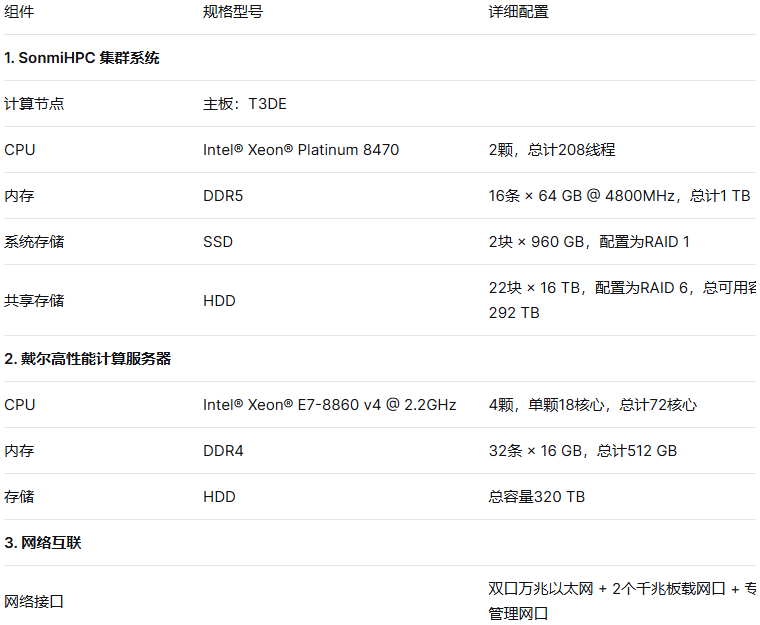 组件 规格型号 详细配置
1. SonmiHPC 集群系统
计算节点 主板：T3DE
CPU Intel® Xeon® Platinum 8470 2颗，总计208线程
内存 DDR5 16条 × 64 GB @ 4800MHz，总计1 TB
系统存储 SSD 2块 × 960 GB，配置为RAID 1
共享存储 HDD 22块 × 16 TB，配置为RAID 6，总可用容
292 TB
2. 戴尔高性能计算服务器
CPU Intel® Xeon® E7-8860 v4 @ 2.2GHz 4颗，单颗18核心，总计72核心
内存 DDR4 32条 × 16 GB，总计512 GB
存储 HDD 总容量320 TB
3. 网络互联
网络接口 双口万兆以太网 + 2个千兆板载网口 + 专
管理网口